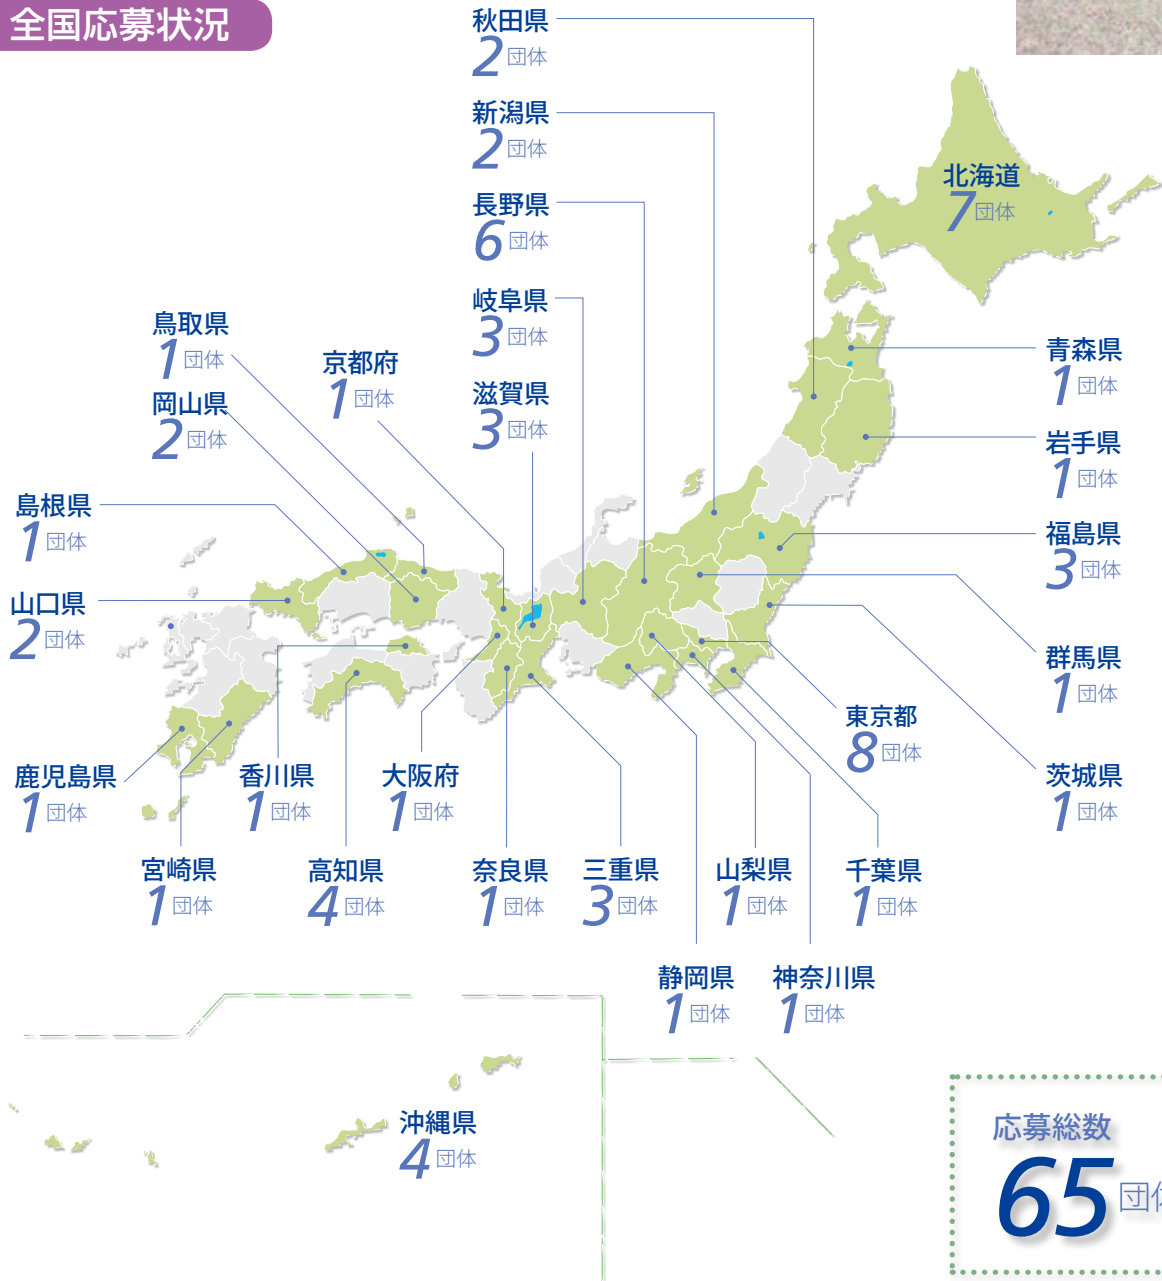 全国応募状況
秋田県
2団体
新潟県
2団体
長野県
6団体
岐阜県
3団体
滋賀県
3団体
北海道
7団体
鳥取県
1団体
岡山県
2団体
京都府
1団体
島根県
1団体
山口県
2団体
青森県
1団体
岩手県
1団体
福島県
3団体
群馬県
1団体
茨城県
1団体
東京都
8団体
鹿児島県
1団体
香川県
1団体
大阪府
1団体
宮崎県
1団体
高知県
4団体
奈良県
1団体
三重県
3団体
山梨県
1団体
千葉県
1団体
静岡県
1団体
神奈川県
1団体
沖縄県
4団体
応募総数
65団体